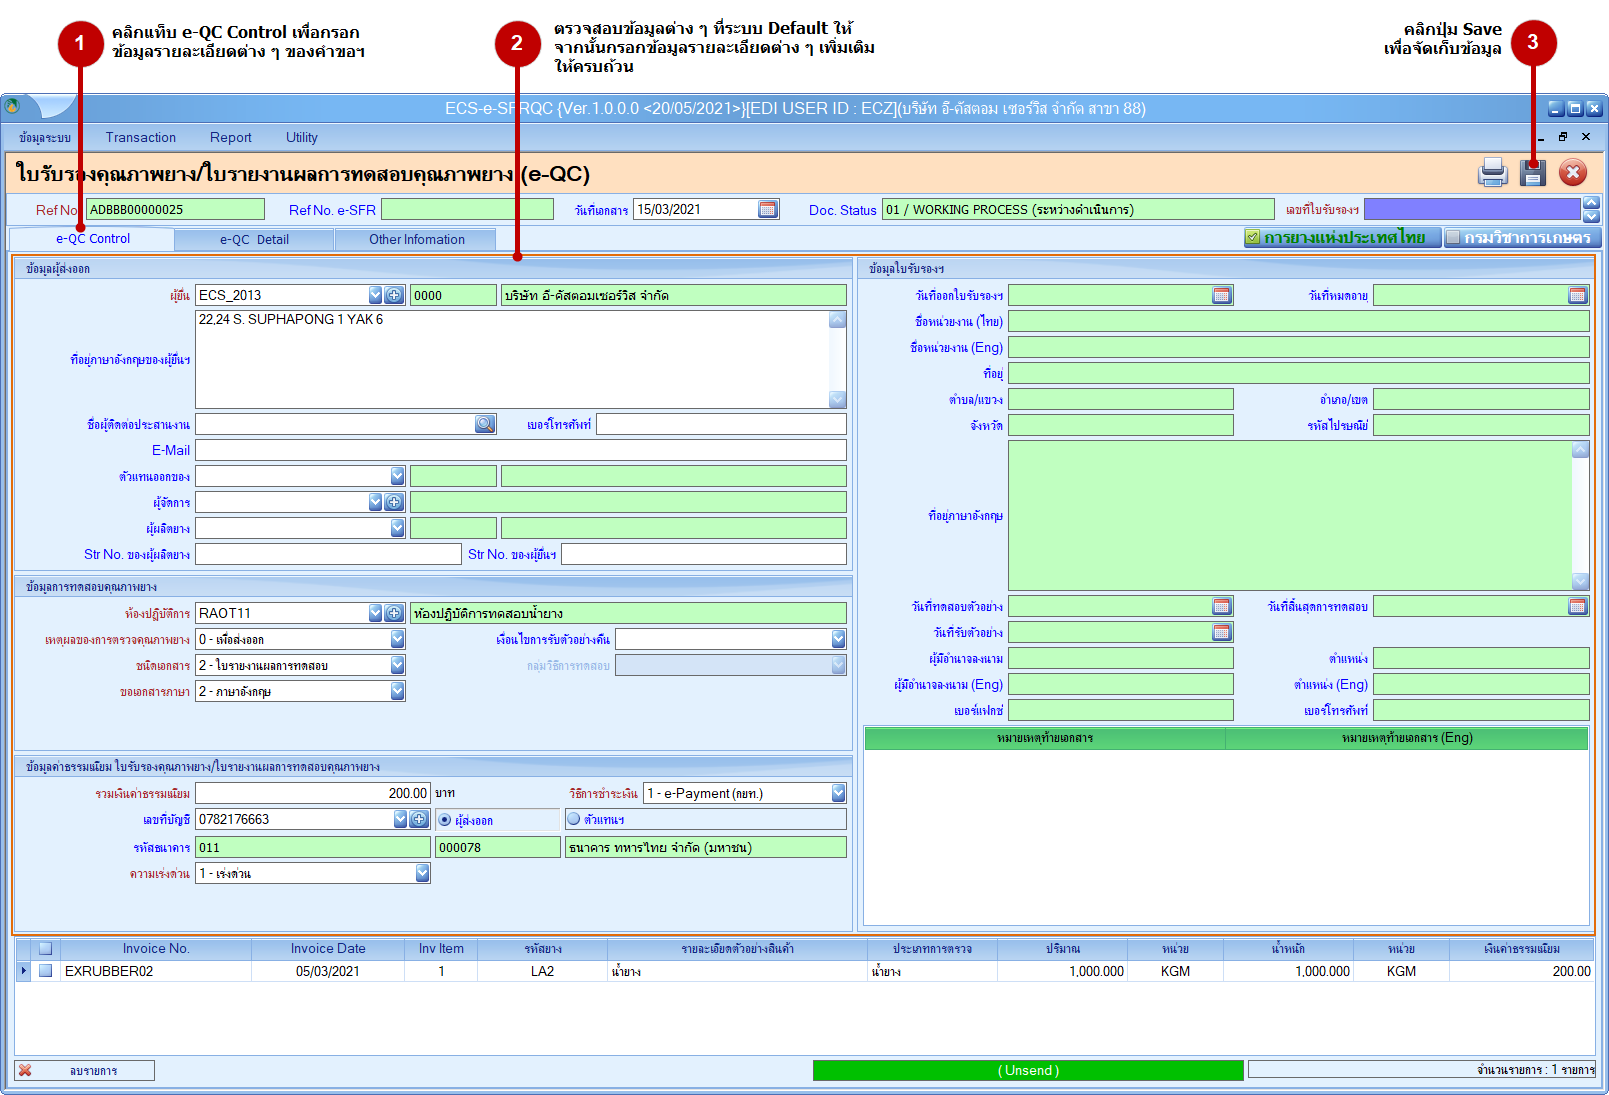 1
คลิกแท็บ e-QC Control เพื่อกรอก
ข้อมูลรายละเอียดต่าง ๆ ของคำขอฯ
2
ตรวจสอบข้อมูลต่าง ๆ ที่ระบบ Default ให้
จากนั้นกรอกข้อมูลรายละเอียดต่าง ๆ เพิ่มเติม
ให้ครบถ้วน
คลิกปุ่ม Save
เพื่อจัดเก็บข้อมูล
3
ECS-e-SFRQC {Ver.1.0.0.0 <20/05/2021>}[EDI USER ID : ECZ](บริษัท อี-คัสตอม เซอร์วิส จำกัด สาขา 88)
ข้อมูลระบบ Transaction Report Utility
ใบรับรองคุณภาพยาง/ใบรายงานผลการทดสอบคุณภาพยาง (e-QC)
Ref No. ADBBB00000025 Ref No. e-SFR วันที่เอกสาร 15/03/2021 Doc. Status 01 / WORKING PROCESS (ระหว่างดำเนินการ) เลขที่ใบรับรองฯ
e-QC Control e-QC Detail Other Infomation การยางแห่งประเทศไทย กรมวิชาการเกษตร
ข้อมูลผู้ส่งออก
ผู้ยื่น ECS_2013 0000 บริษัท อี-คัสตอมเซอร์วิส จำกัด
ที่อยู่ภาษาอังกฤษของผู้ยื่นฯ 22,24 S. SUPHAPONG 1 YAK 6
ชื่อผู้ติดต่อประสานงาน เบอร์โทรศัพท์
E-Mail
ตัวแทนออกของ
ผู้จัดการ
ผู้ผลิตยาง
Str No. ของผู้ผลิตยาง Str No. ของผู้ยื่นฯ
ข้อมูลการทดสอบคุณภาพยาง
ห้องปฏิบัติการ RAOT11 ห้องปฏิบัติการทดสอบน้ำยาง
เหตุผลของการตรวจคุณภาพยาง 0 - เพื่อส่งออก เงื่อนไขการรับตัวอย่างคืน
ชนิดเอกสาร 2 - ใบรายงานผลการทดสอบ กลุ่มวิธีการทดสอบ
ขอเอกสารภาษา 2 - ภาษาอังกฤษ
ข้อมูลค่าธรรมเนียม ใบรับรองคุณภาพยาง/ใบรายงานผลการทดสอบคุณภาพยาง
รวมเงินค่าธรรมเนียม 200.00 บาท วิธีการชำระเงิน 1 - e-Payment (กยท.)
เลขที่บัญชี 0782176663 ผู้ส่งออก ตัวแทนฯ
รหัสธนาคาร 011 000078 ธนาคาร ทหารไทย จำกัด (มหาชน)
ความเร่งด่วน 1 - เร่งด่วน
ข้อมูลใบรับรองฯ
วันที่ออกใบรับรองฯ วันที่หมดอายุ
ชื่อหน่วยงาน (ไทย)
ชื่อหน่วยงาน (Eng)
ที่อยู่
ตำบล/แขวง อำเภอ/เขต
จังหวัด รหัสไปรษณีย์
ที่อยู่ภาษาอังกฤษ
วันที่ทดสอบตัวอย่าง วันที่สิ้นสุดการทดสอบ
วันที่รับตัวอย่าง
ผู้มีอำนาจลงนาม ตำแหน่ง
ผู้มีอำนาจลงนาม (Eng) ตำแหน่ง (Eng)
เบอร์แฟกซ์ เบอร์โทรศัพท์
หมายเหตุท้ายเอกสาร หมายเหตุท้ายเอกสาร (Eng)
Invoice No. Invoice Date Inv Item รหัสยาง รายละเอียดตัวอย่างสินค้า ประเภทการตรวจ ปริมาณ หน่วย น้ำหนัก หน่วย เงินค่าธรรมเนียม
EXRUBBER02 05/03/2021 1 LA2 น้ำยาง น้ำยาง 1,000.000 KGM 1,000.000 KGM 200.00
ลบรายการ ( Unsend ) จำนวนรายการ : 1 รายการ